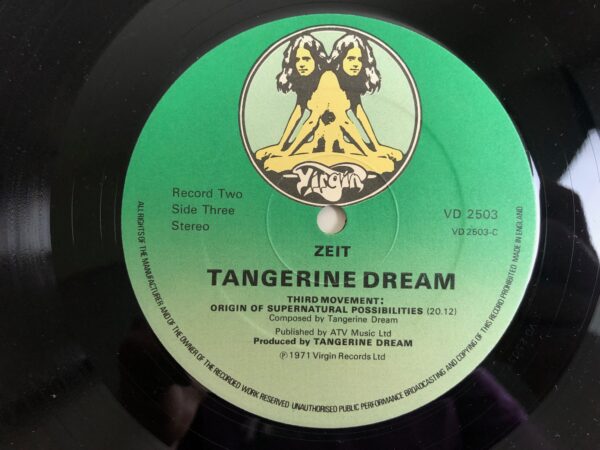 Virgin
Record Two
Side Three
Stereo
VD 2503
VD 2503-C
ZEIT
TANGERINE DREAM
THIRD MOVEMENT:
ORIGIN OF SUPERNATURAL POSSIBILITIES (20.12)
Composed by Tangerine Dream
Published by ATV Music Ltd
Produced by TANGERINE DREAM
℗ 1971 Virgin Records Ltd
ALL RIGHTS OF THE MANUFACTURER AND OF THE OWNER OF THE RECORDED WORK RESERVED UNAUTHORISED PUBLIC PERFORMANCE BROADCASTING AND COPYING OF THIS RECORD PROHIBITED MADE IN ENGLAND